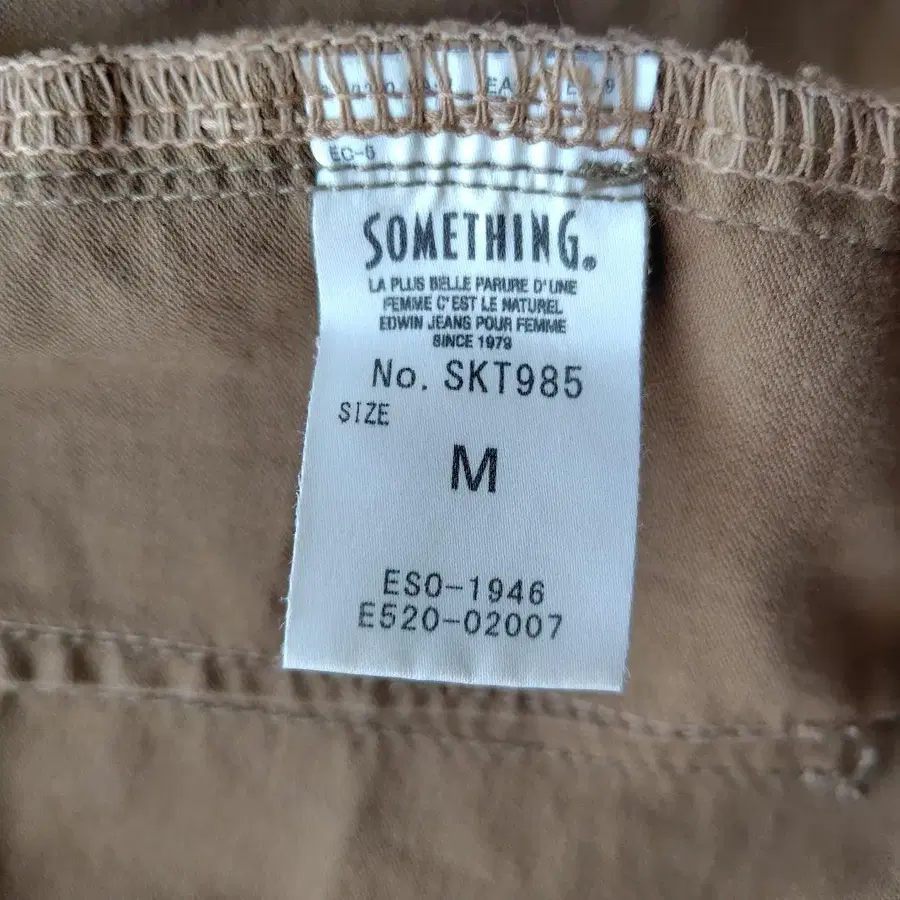 EC-6
SOMETHING®
LA PLUS BELLE PARURE D'UNE
FEMME C'EST LE NATUREL
EDWIN JEANS POUR FEMME
SINCE 1979
No. SKT985
SIZE
M
ESO-1946
E520-02007